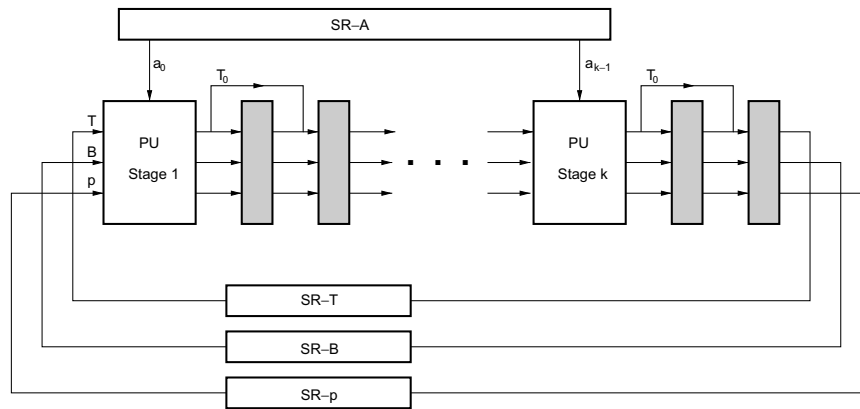 SR–A
a₀
aₖ₋₁
T₀
T₀
T
B
p
PU
Stage 1
. . .
PU
Stage k
SR–T
SR–B
SR–p